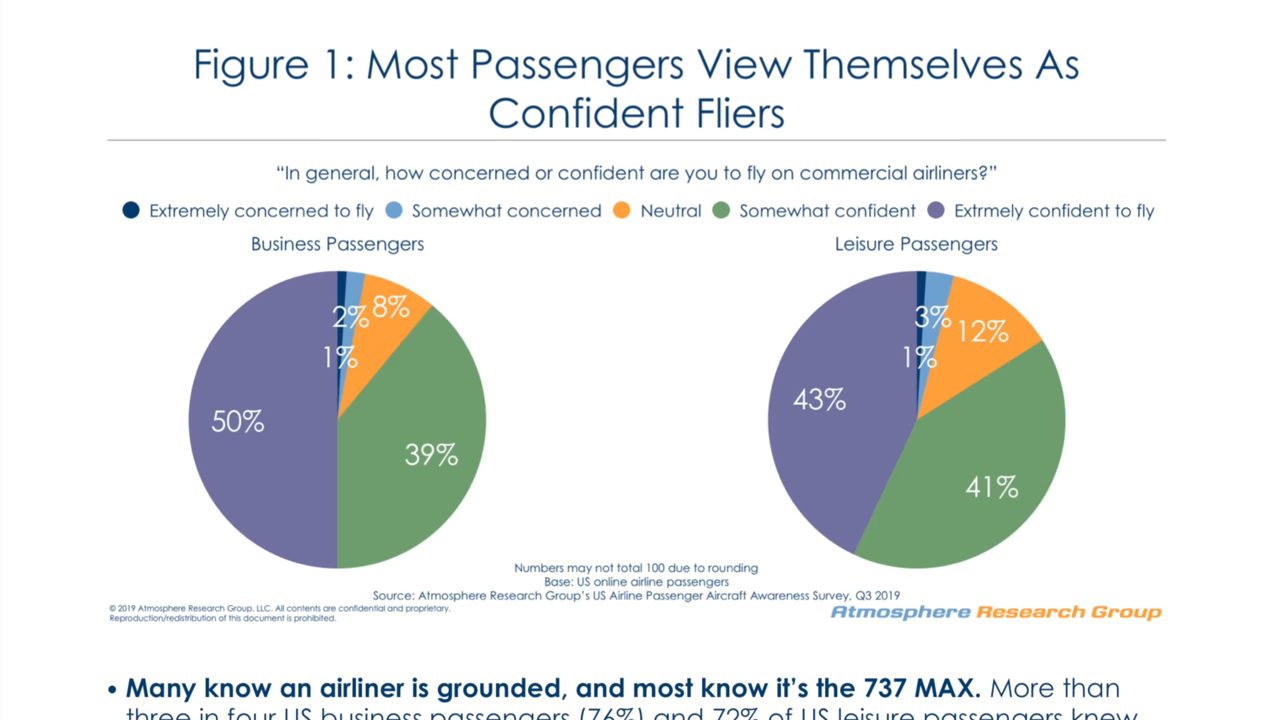 Figure 1: Most Passengers View Themselves As
Confident Fliers
“In general, how concerned or confident are you to fly on commercial airliners?”
Extremely concerned to fly Somewhat concerned Neutral Somewhat confident Extrmely confident to fly
Business Passengers
2%
8%
1%
50%
39%
Leisure Passengers
3%
12%
1%
43%
41%
Numbers may not total 100 due to rounding
Base: US online airline passengers
Source: Atmosphere Research Group’s US Airline Passenger Aircraft Awareness Survey, Q3 2019
© 2019 Atmosphere Research Group. LLC. All contents are confidential and proprietary.
Reproduction/redistribution of this document is prohibited.
Atmosphere Research Group
• Many know an airliner is grounded, and most know it’s the 737 MAX. More than
three in four US business passengers (76%) and 72% of US leisure passengers knew